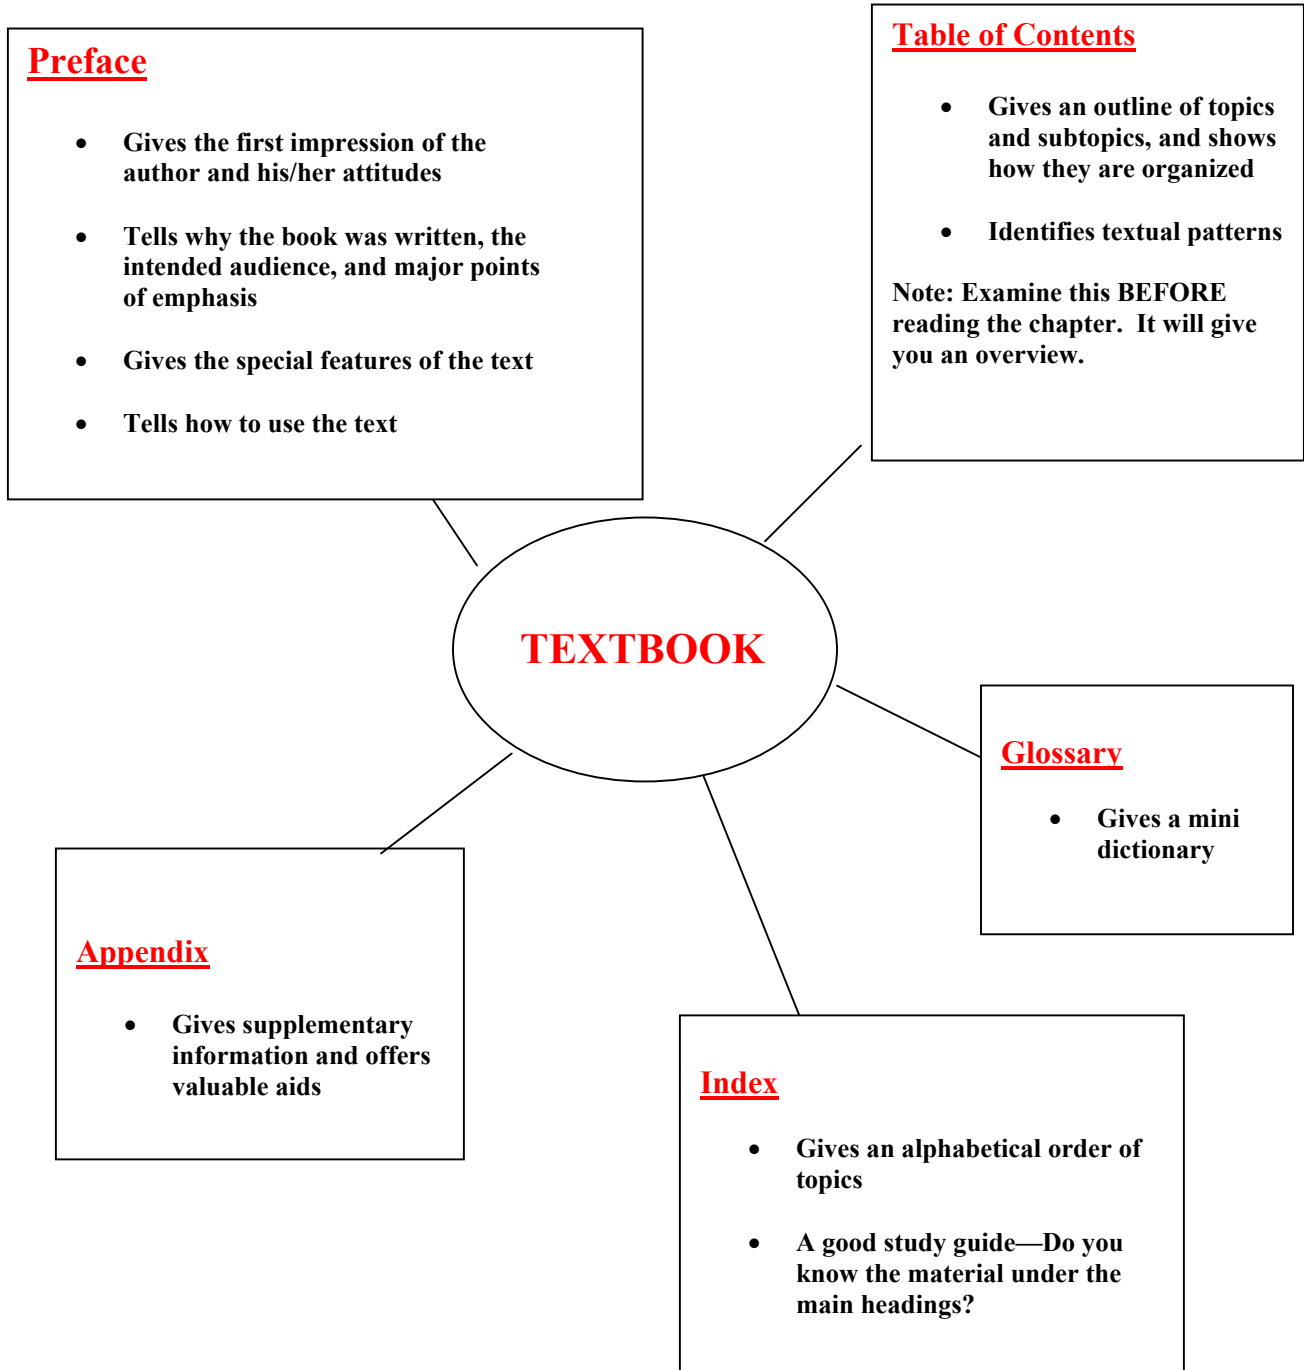 Preface
• Gives the first impression of the
author and his/her attitudes
• Tells why the book was written, the
intended audience, and major points
of emphasis
• Gives the special features of the text
• Tells how to use the text
Table of Contents
• Gives an outline of topics
and subtopics, and shows
how they are organized
• Identifies textual patterns
Note: Examine this BEFORE
reading the chapter.  It will give
you an overview.
TEXTBOOK
Glossary
• Gives a mini
dictionary
Appendix
• Gives supplementary
information and offers
valuable aids
Index
• Gives an alphabetical order of
topics
• A good study guide—Do you
know the material under the
main headings?